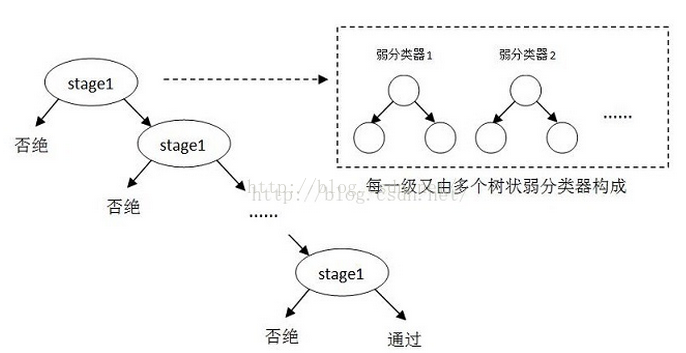 弱分类器1
弱分类器2
stage1
……
否绝
stage1
每一级又由多个树状弱分类器构成
http://blog.csdn.net/
否绝
……
stage1
否绝
通过